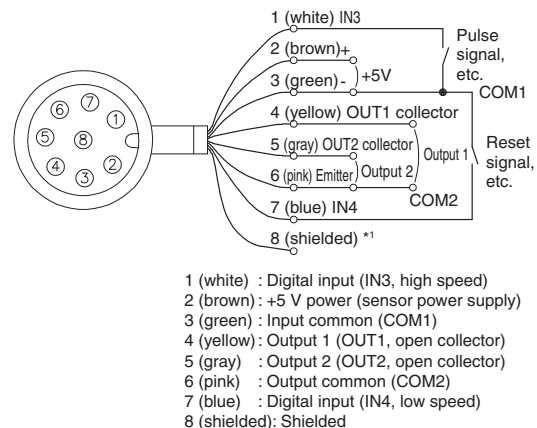 1 (white) IN3
Pulse
signal,
etc.
2 (brown)+
+5V
3 (green)-
COM1
4 (yellow) OUT1 collector
5 (gray) OUT2 collector
Output 1
Reset
signal,
etc.
6 (pink) Emitter
Output 2
COM2
7 (blue) IN4
8 (shielded) *1
7
6
1
5
8
4
2
3
1 (white) : Digital input (IN3, high speed)
2 (brown) : +5 V power (sensor power supply)
3 (green) : Input common (COM1)
4 (yellow) : Output 1 (OUT1, open collector)
5 (gray) : Output 2 (OUT2, open collector)
6 (pink) : Output common (COM2)
7 (blue) : Digital input (IN4, low speed)
8 (shielded): Shielded